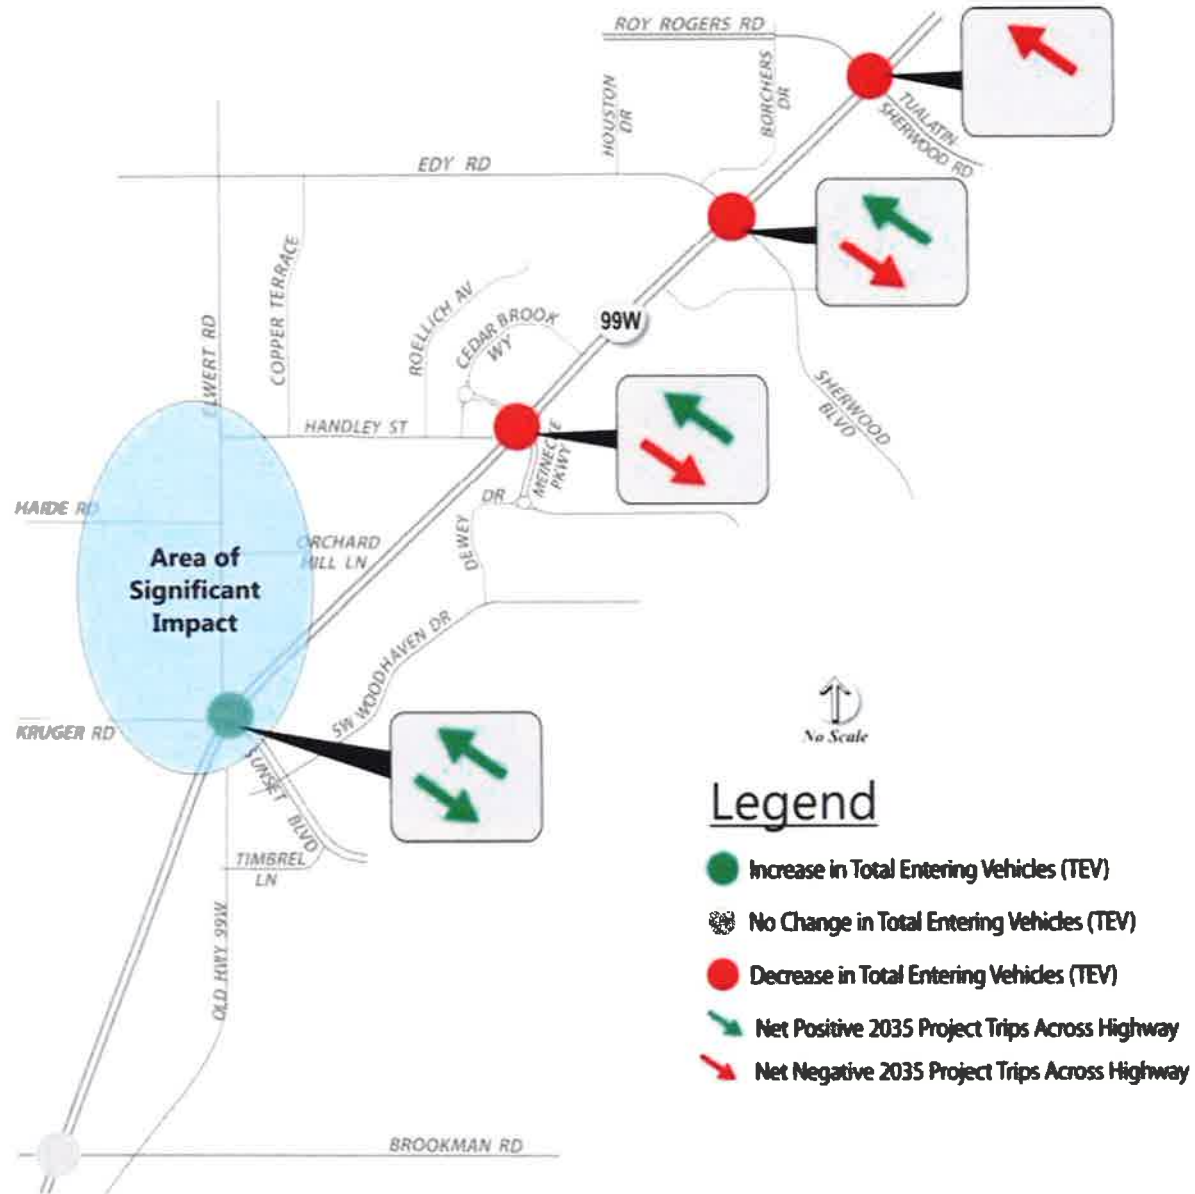 ROY ROGERS RD
HOUSTON
DR
BORCHERS
DR
TUALATIN
SHERWOOD RD
EDY RD
COPPER TERRACE
ELWERT RD
ROELLICH AV
CEDAR BROOK
WY
99W
SHERWOOD
BLVD
HANDLEY ST
MEINECKE
PKWY
DR
DEWEY
HAIDE RD
ORCHARD
HILL LN
Area of
Significant
Impact
SW WOODHAVEN DR
KRUGER RD
SUNSET BLVD
TIMBREL
LN
OLD HWY 99W
BROOKMAN RD
No Scale
Legend
Increase in Total Entering Vehicles (TEV)
No Change in Total Entering Vehicles (TEV)
Decrease in Total Entering Vehicles (TEV)
Net Positive 2035 Project Trips Across Highway
Net Negative 2035 Project Trips Across Highway